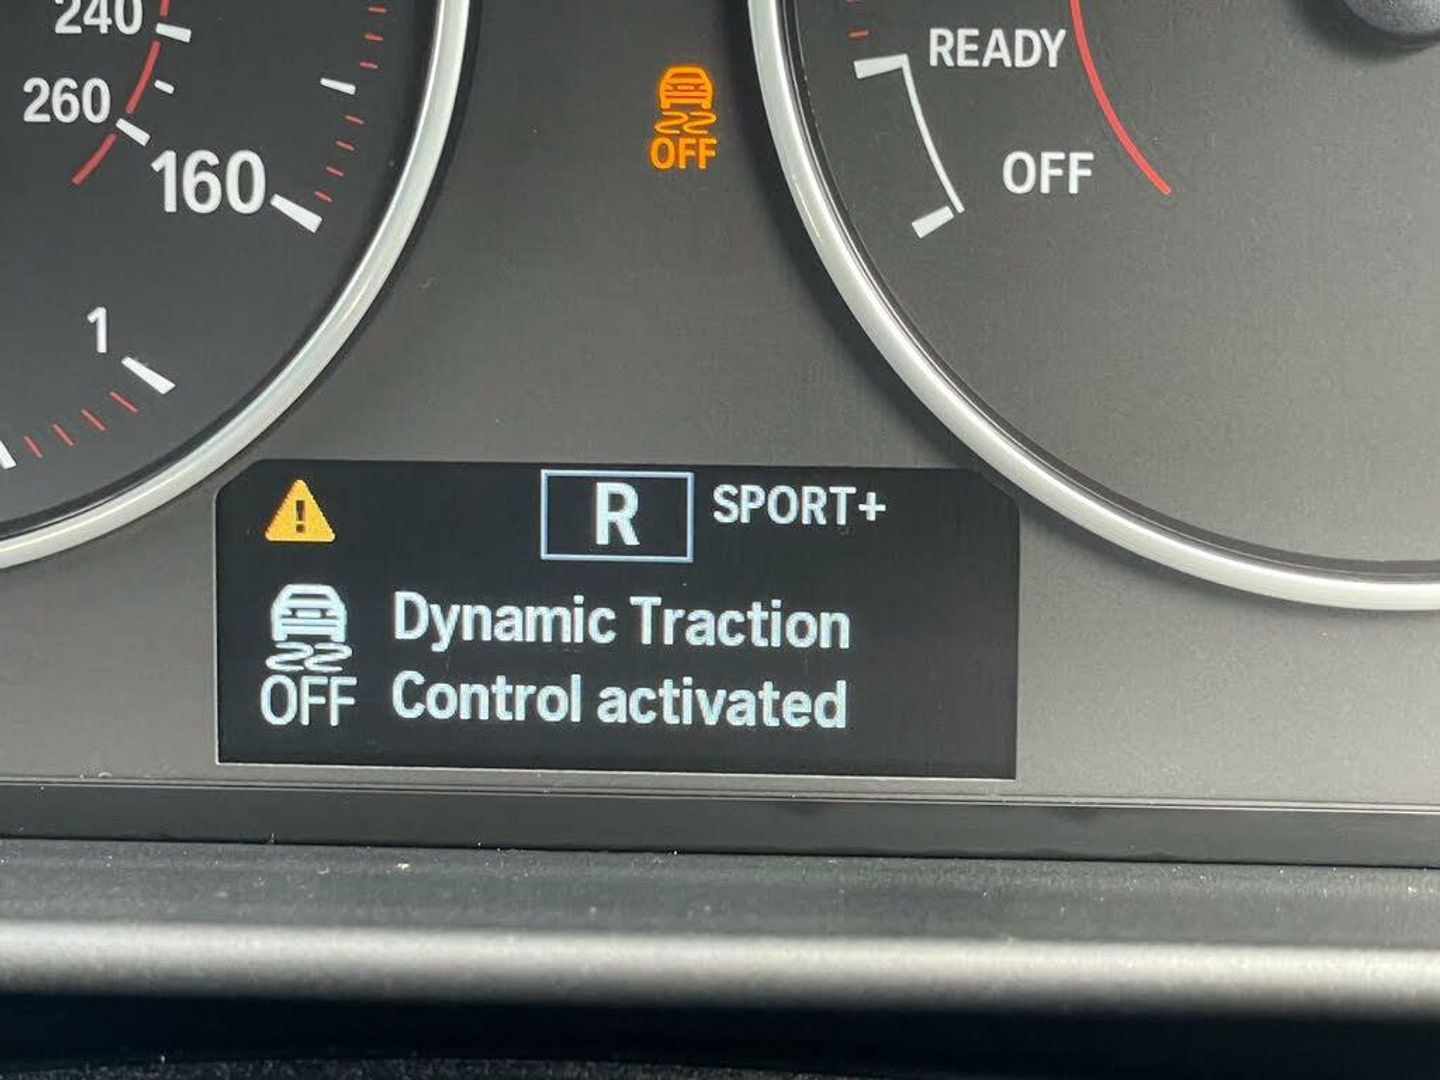 240
260
160
1
OFF
READY
OFF
R SPORT+
Dynamic Traction
OFF Control activated